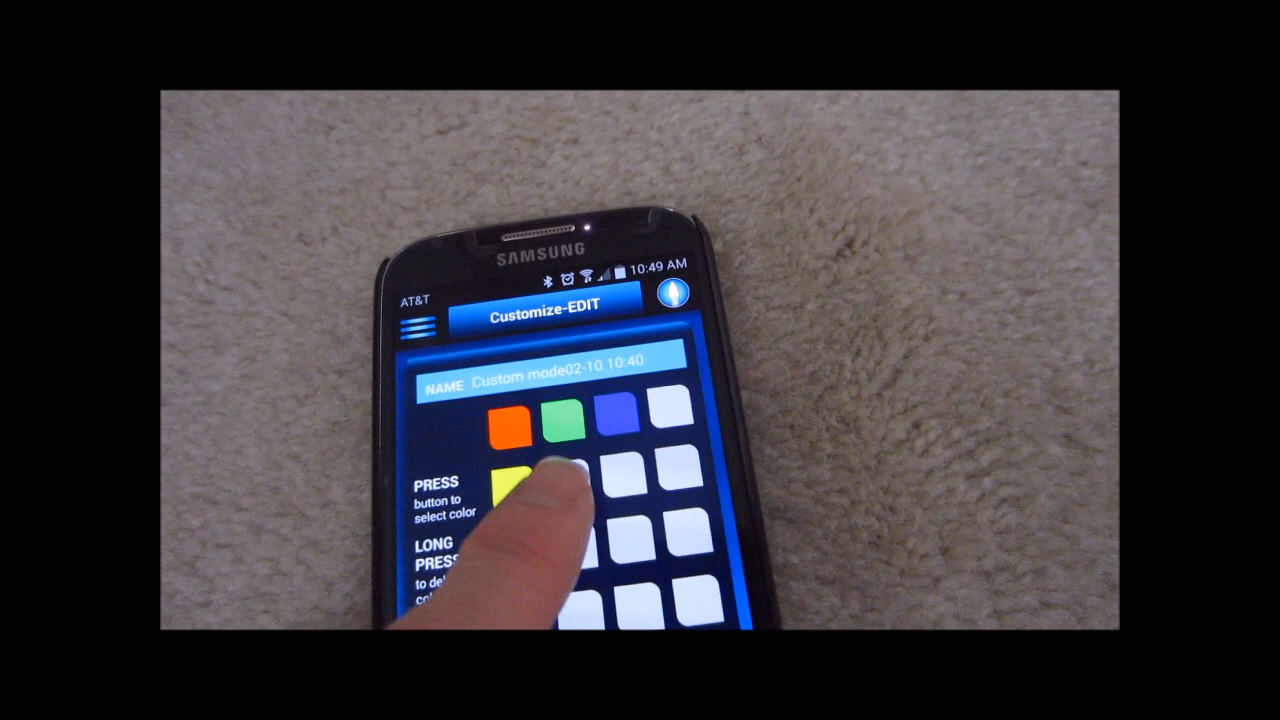 SAMSUNG
AT&T 10:49 AM
Customize-EDIT
NAME Custom mode02-10 10:40
PRESS
button to
select color
LONG
PRESS
to